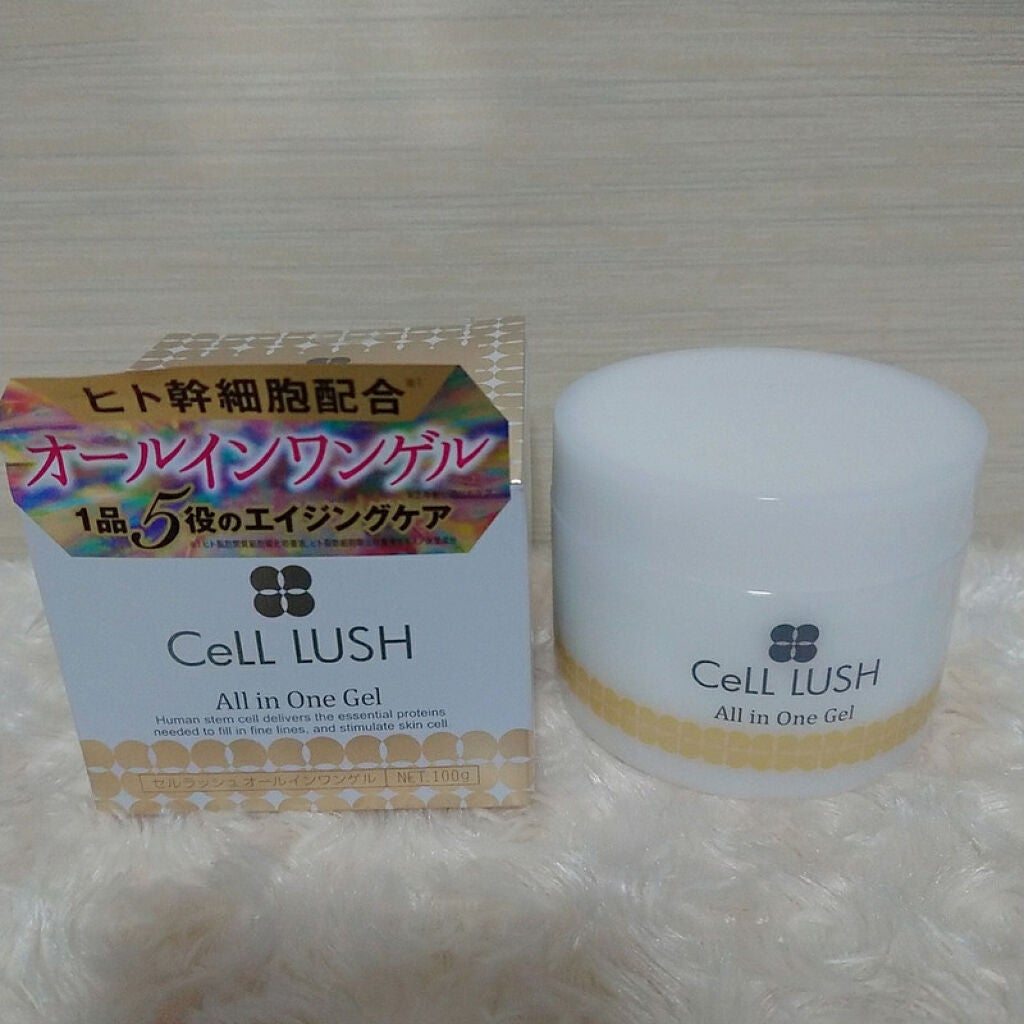 ヒト幹細胞配合
オールインワンゲル
1品5役のエイジングケア
CeLL LUSH
All in One Gel
Human stem cell delivers the essential proteins
needed to fill in fine lines, and stimulate skin cell
セルラッシュ オールインワンゲル NET.100g
CeLL LUSH
All in One Gel